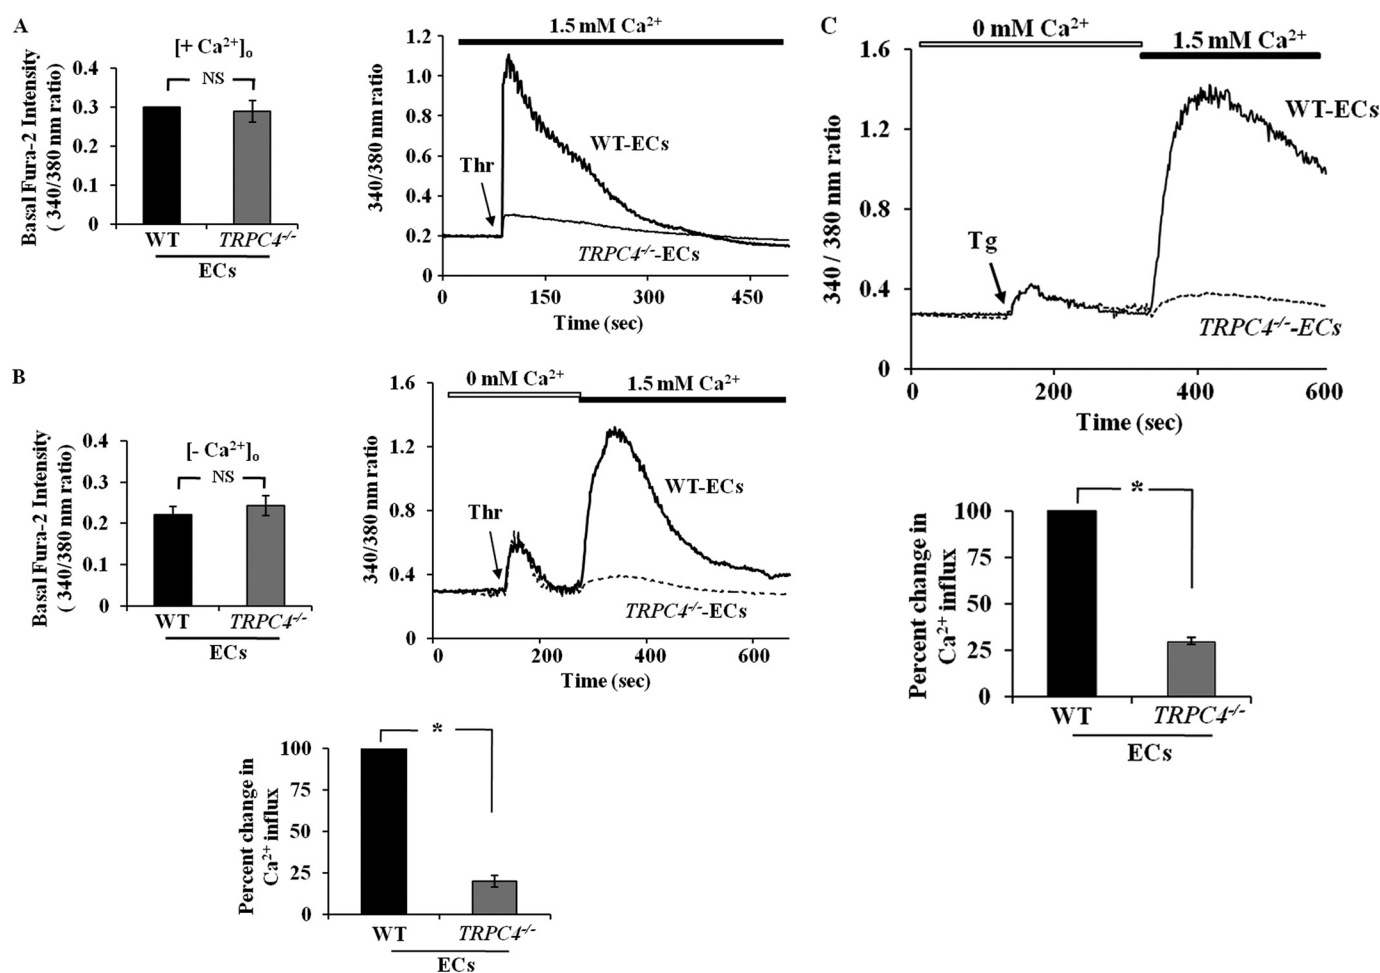 A
[+ Ca²⁺]ₒ
NS
Basal Fura-2 Intensity
( 340/380 nm ratio)
0.4
0.3
0.2
0.1
0
WT
TRPC4⁻/⁻
ECs
1.5 mM Ca²⁺
340/380 nm ratio
1.2
1.0
0.8
0.6
0.4
0.2
0
Thr
WT-ECs
TRPC4⁻/⁻-ECs
0
150
300
450
Time (sec)
B
[- Ca²⁺]ₒ
NS
Basal Fura-2 Intensity
( 340/380 nm ratio)
0.4
0.3
0.2
0.1
0
WT
TRPC4⁻/⁻
ECs
0 mM Ca²⁺
1.5 mM Ca²⁺
340/380 nm ratio
1.6
1.2
0.8
0.4
0
Thr
WT-ECs
TRPC4⁻/⁻-ECs
0
200
400
600
Time (sec)
Percent change in
Ca²⁺ influx
100
75
50
25
0
*
WT
TRPC4⁻/⁻
ECs
C
0 mM Ca²⁺
1.5 mM Ca²⁺
340 / 380 nm ratio
1.6
1.2
0.8
0.4
0
Tg
WT-ECs
TRPC4⁻/⁻-ECs
0
200
400
600
Time (sec)
Percent change in
Ca²⁺ influx
100
75
50
25
0
*
WT
TRPC4⁻/⁻
ECs